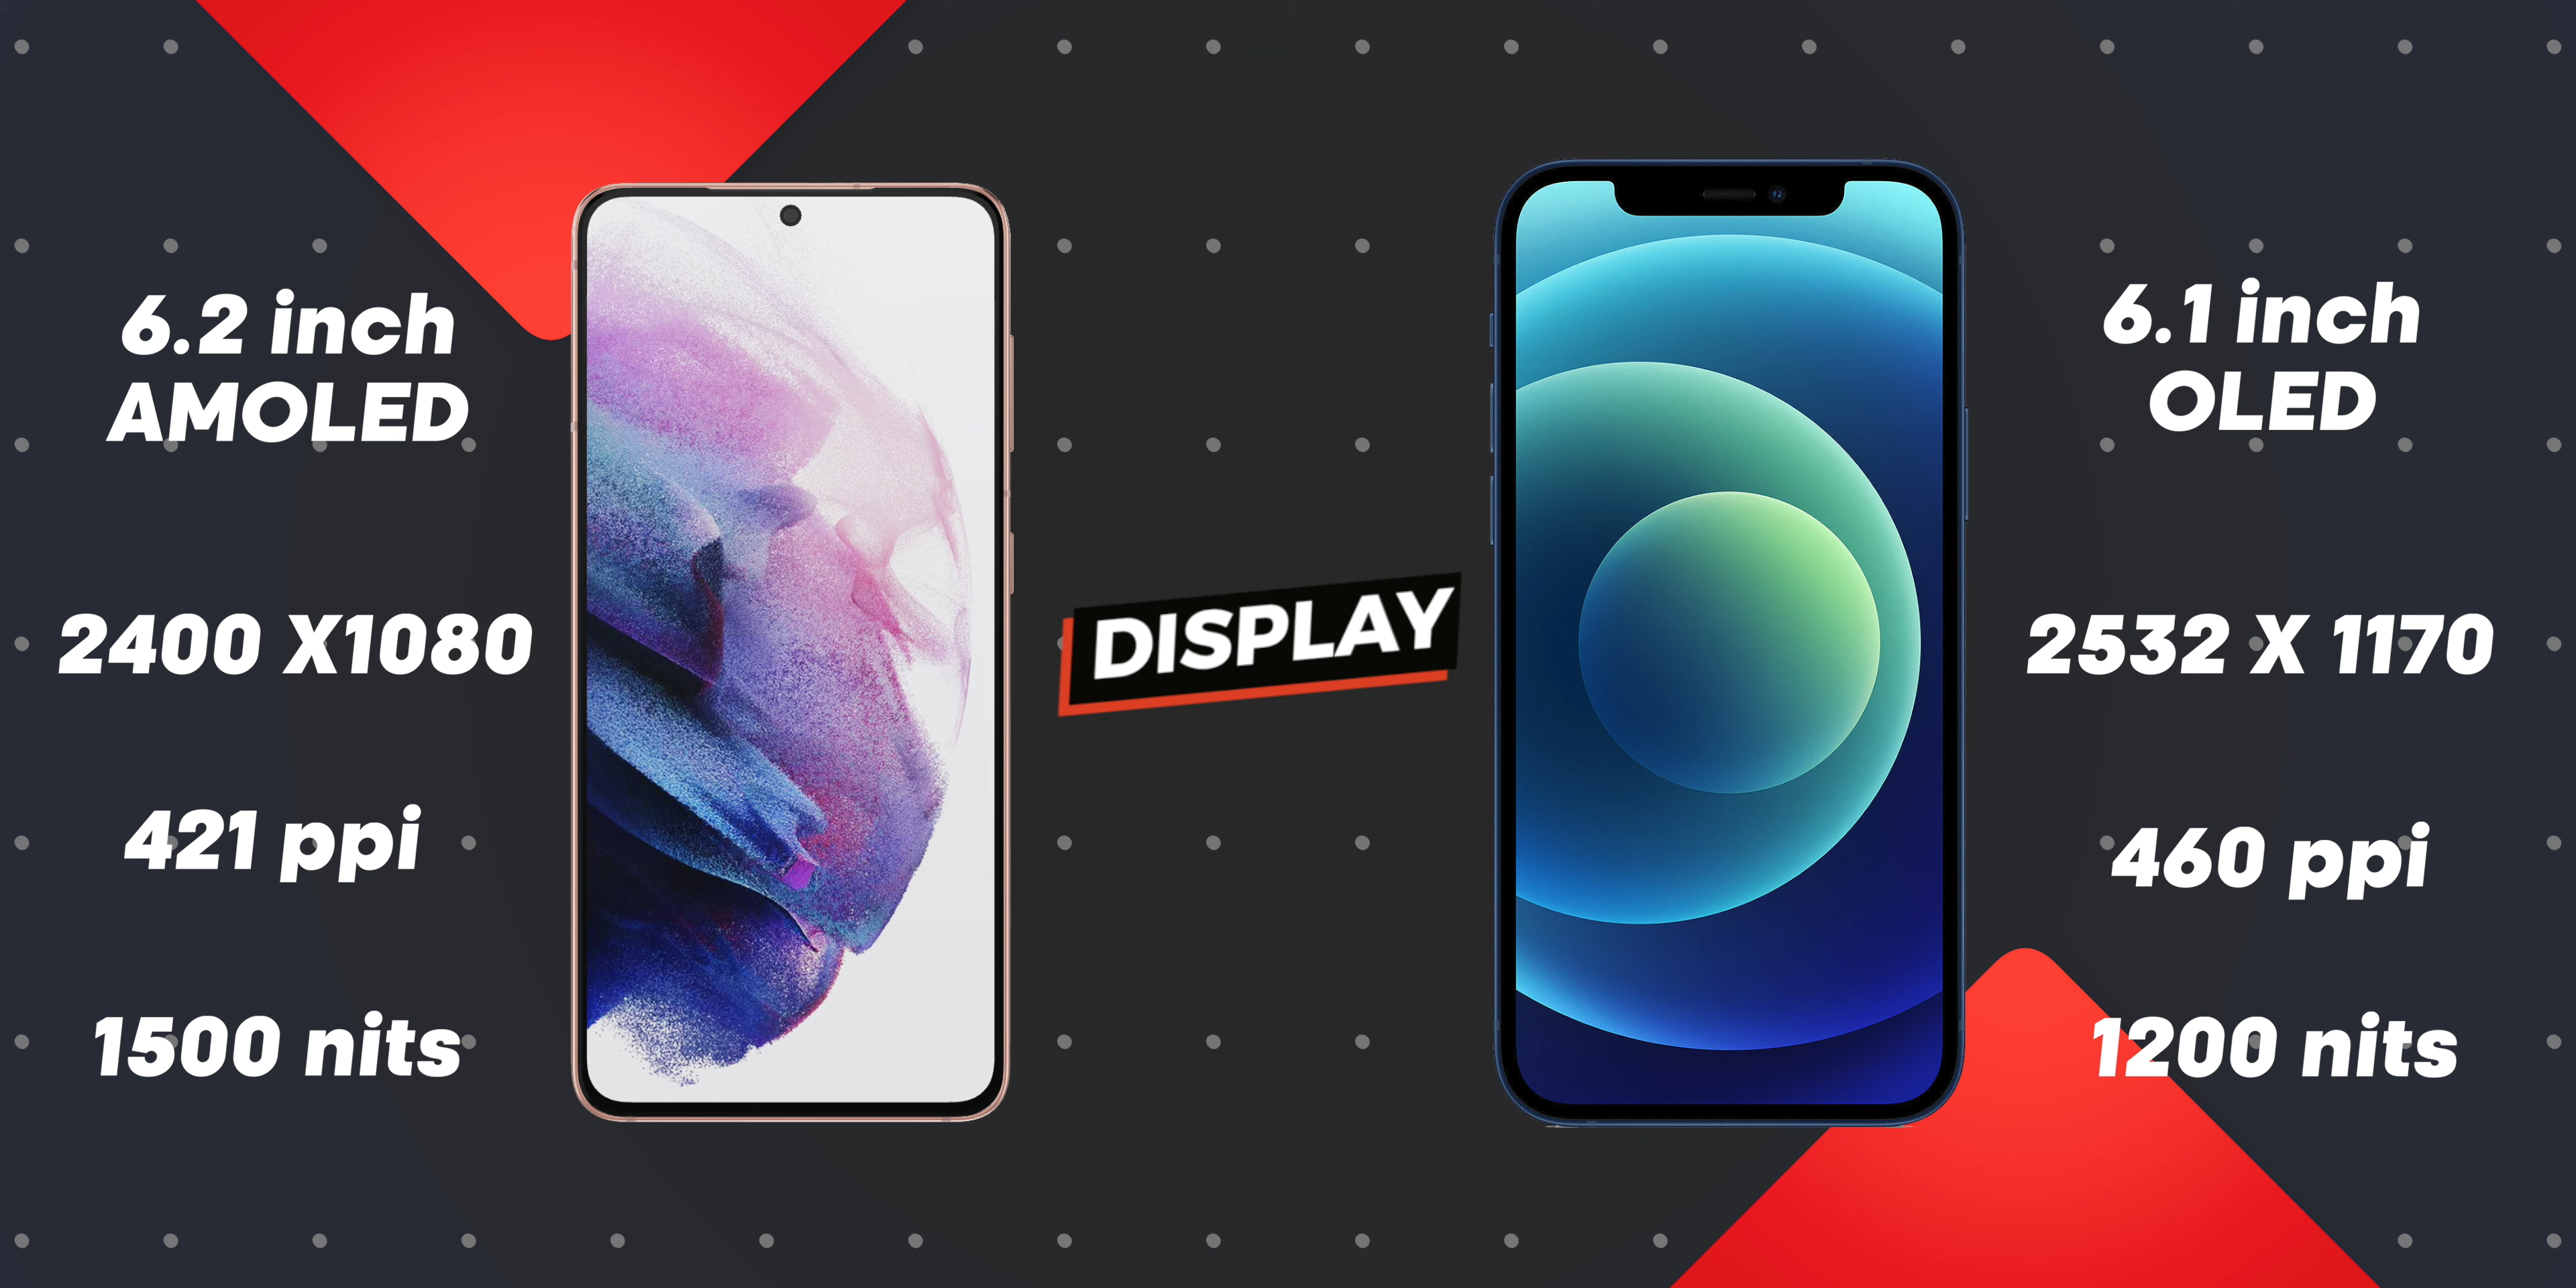 6.2 inch
AMOLED
2400 X1080
421 ppi
1500 nits
DISPLAY
6.1 inch
OLED
2532 X 1170
460 ppi
1200 nits